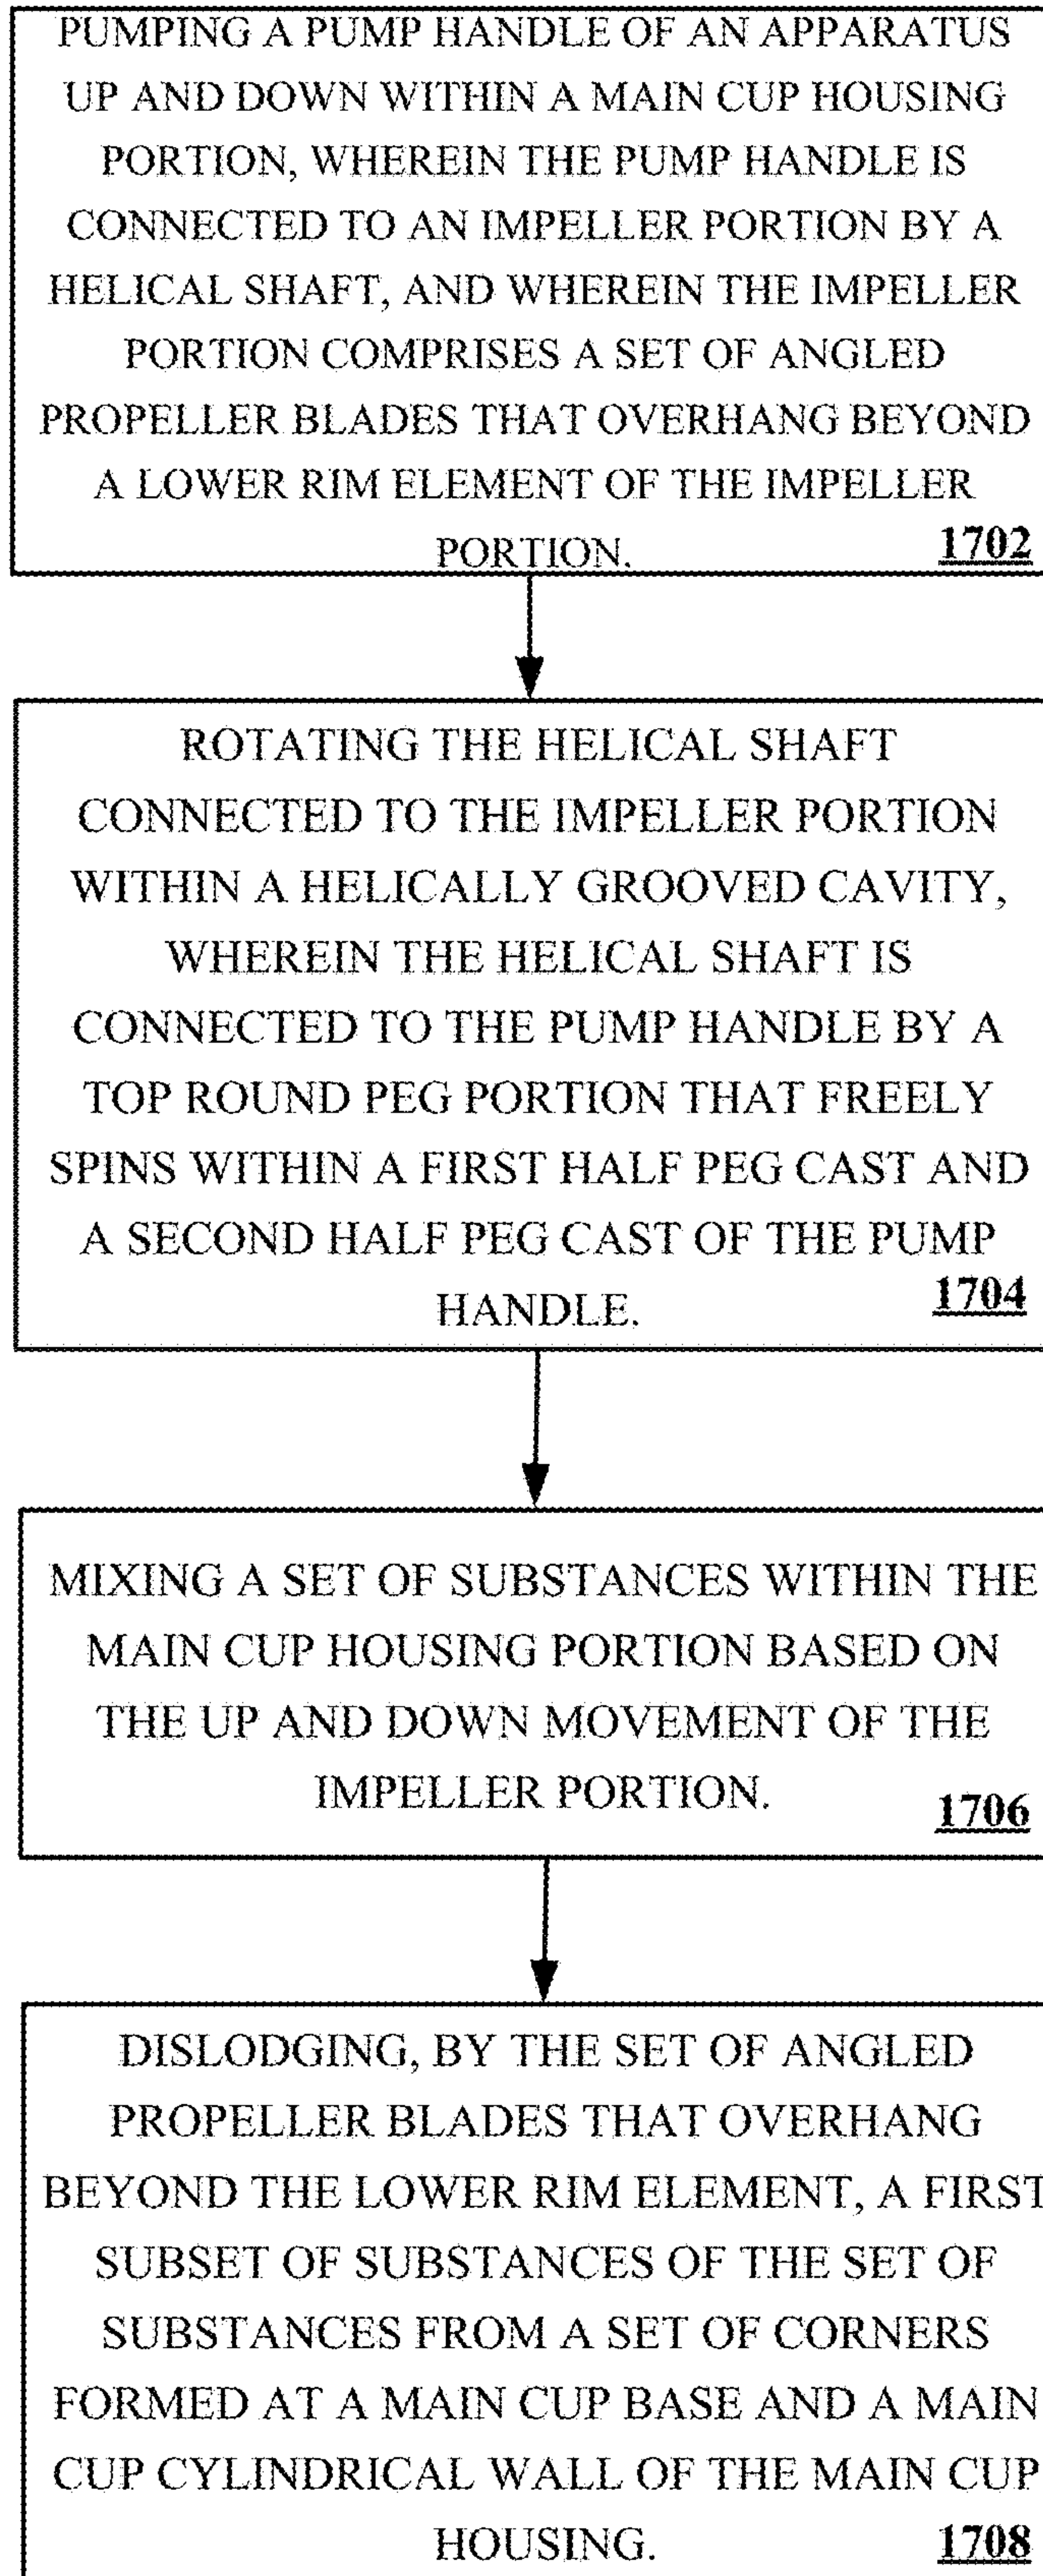 PUMPING A PUMP HANDLE OF AN APPARATUS
UP AND DOWN WITHIN A MAIN CUP HOUSING
PORTION, WHEREIN THE PUMP HANDLE IS
CONNECTED TO AN IMPELLER PORTION BY A
HELICAL SHAFT, AND WHEREIN THE IMPELLER
PORTION COMPRISES A SET OF ANGLED
PROPELLER BLADES THAT OVERHANG BEYOND
A LOWER RIM ELEMENT OF THE IMPELLER
PORTION. 1702
ROTATING THE HELICAL SHAFT
CONNECTED TO THE IMPELLER PORTION
WITHIN A HELICALLY GROOVED CAVITY,
WHEREIN THE HELICAL SHAFT IS
CONNECTED TO THE PUMP HANDLE BY A
TOP ROUND PEG PORTION THAT FREELY
SPINS WITHIN A FIRST HALF PEG CAST AND
A SECOND HALF PEG CAST OF THE PUMP
HANDLE. 1704
MIXING A SET OF SUBSTANCES WITHIN THE
MAIN CUP HOUSING PORTION BASED ON
THE UP AND DOWN MOVEMENT OF THE
IMPELLER PORTION. 1706
DISLODGING, BY THE SET OF ANGLED
PROPELLER BLADES THAT OVERHANG
BEYOND THE LOWER RIM ELEMENT, A FIRST
SUBSET OF SUBSTANCES OF THE SET OF
SUBSTANCES FROM A SET OF CORNERS
FORMED AT A MAIN CUP BASE AND A MAIN
CUP CYLINDRICAL WALL OF THE MAIN CUP
HOUSING. 1708